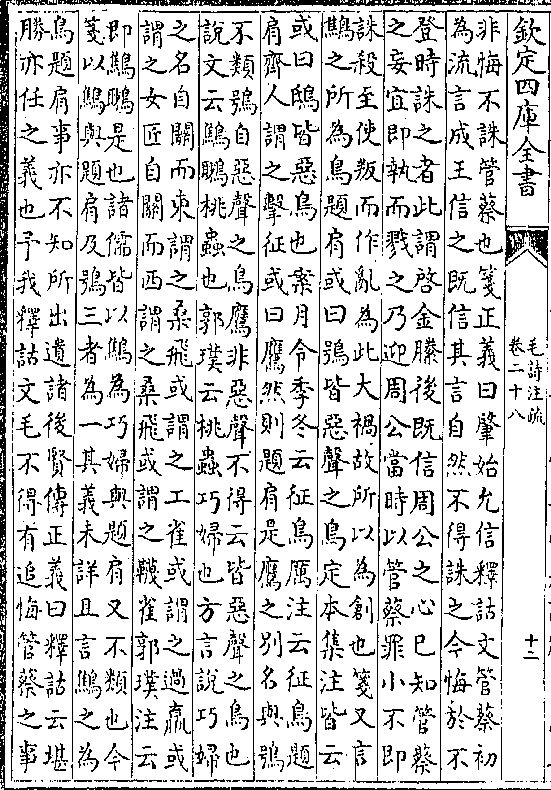 欽定四庫全書
毛詩注疏
卷二十八
十二
非悔不誅管蔡也箋正義曰肇始允信釋詁文管蔡初
為流言成王信之既信其言自然不得誅之今悔於不
登時誅之者此謂啓金縢後既信周公之心已知管蔡
之妄宜即執而戮之乃迎周公當時以管蔡罪小不即
誅殺至使叛而作亂為此大禍故所以為創也箋又言
鷦之所為鳥題肩或曰鴞皆惡聲之鳥定本集注皆云
或曰鴟皆惡鳥也案月令季冬云征鳥厲注云征鳥題
肩齊人謂之擊征或曰鷹然則題肩是鷹之别名與鴞
不類鴞自惡聲之鳥鷹非惡聲不得云皆惡聲之鳥也
說文云鷦䳟桃蟲也郭璞云桃蟲巧婦也方言說巧婦
之名自關而東謂之桑飛或謂之工雀或謂之過鸁或
謂之女匠自關而西謂之桑飛或謂之韈雀郭璞注云
即鷦䳟是也諸儒皆以鷦為巧婦與題肩又不類也今
箋以鷦與題肩及鴞三者為一其義未詳且言鷦之為
鳥題肩事亦不知所出遺諸後賢傳正義曰釋詁云堪
勝亦任之義也予我釋詁文毛不得有追悔管蔡之事